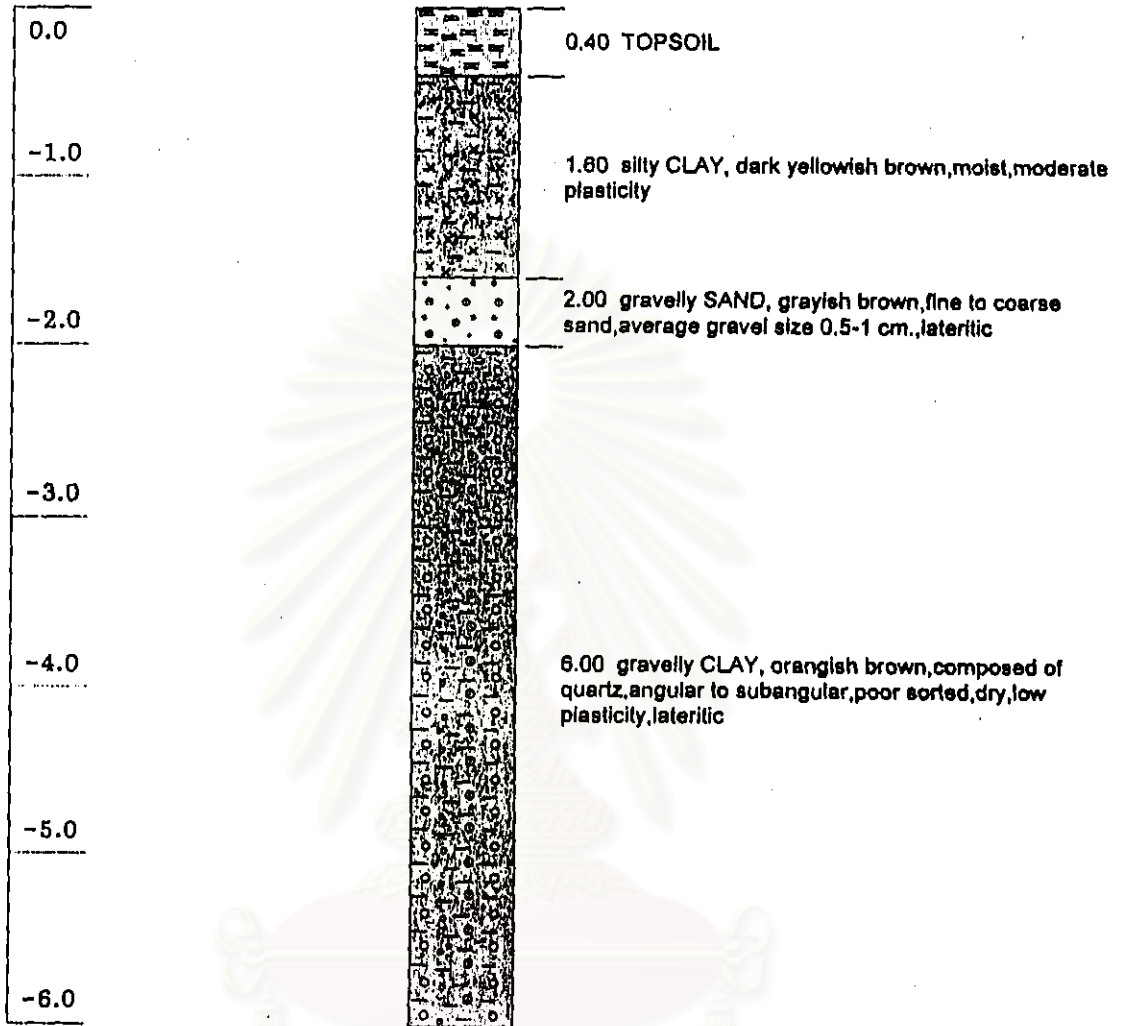 0.0
0.40 TOPSOIL
-1.0
1.60 silty CLAY, dark yellowish brown,moist,moderate
plasticity
-2.0
2.00 gravelly SAND, grayish brown,fine to coarse
sand,average gravel size 0.5-1 cm.,lateritic
-3.0
-4.0
6.00 gravelly CLAY, orangish brown,composed of
quartz,angular to subangular,poor sorted,dry,low
plasticity,lateritic
-5.0
-6.0